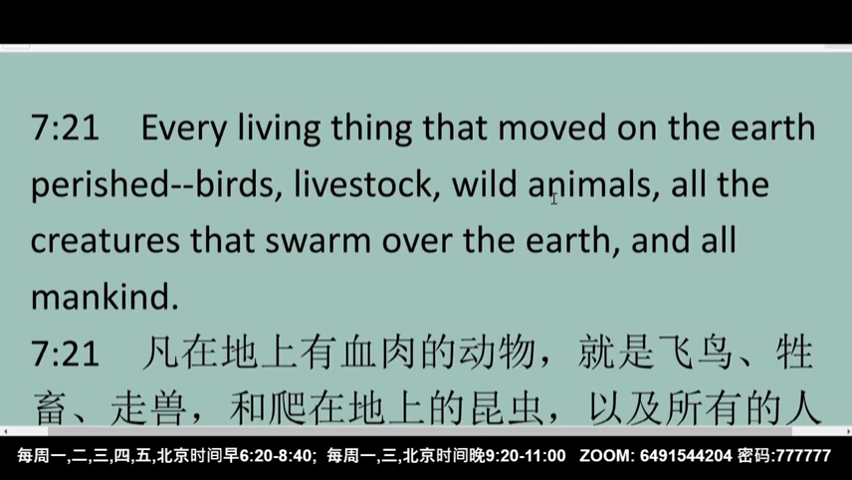 7:21 Every living thing that moved on the earth
perished--birds, livestock, wild animals, all the
creatures that swarm over the earth, and all
mankind.
7:21 凡在地上有血肉的动物，就是飞鸟、牲
畜、走兽，和爬在地上的昆虫，以及所有的人
每周一,二,三,四,五,北京时间早6:20-8:40; 每周一,三,北京时间晚9:20-11:00 ZOOM: 6491544204 密码:777777